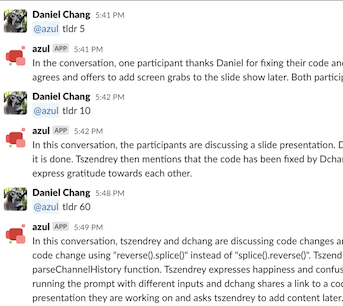 Daniel Chang 5:41 PM
@azul tldr 5
azul APP 5:41 PM
In the conversation, one participant thanks Daniel for fixing their code and
agrees and offers to add screen grabs to the slide show later. Both partici
Daniel Chang 5:42 PM
@azul tldr 10
azul APP 5:42 PM
In this conversation, the participants are discussing a slide presentation. D
it is done. Tszendrey then mentions that the code has been fixed by Dcha
express gratitude towards each other.
Daniel Chang 5:48 PM
@azul tldr 60
azul APP 5:49 PM
In this conversation, tszendrey and dchang are discussing code changes a
code change using "reverse().splice()" instead of "splice().reverse()". Tszend
parseChannelHistory function. Tszendrey expresses happiness and confus
running the prompt with different inputs and dchang shares a link to a co
presentation they are working on and asks tszendrey to add content later.